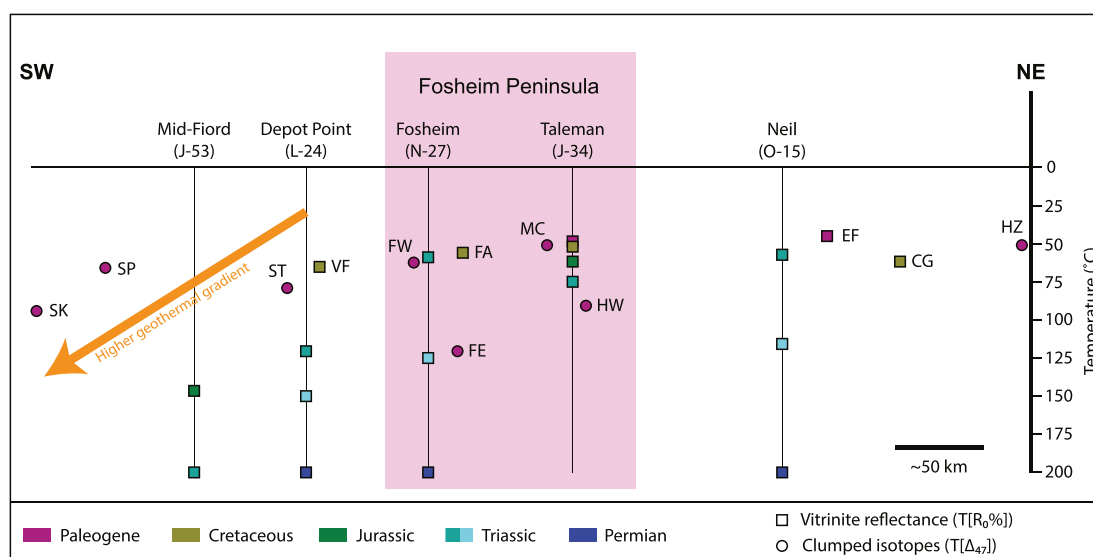 SW
NE
Fosheim Peninsula
Mid-Fiord
(J-53)
Depot Point
(L-24)
Fosheim
(N-27)
Taleman
(J-34)
Neil
(O-15)
0
25
50
75
100
125
150
175
200
Temperature (°C)
SK
SP
ST
VF
FW
FA
FE
MC
HW
EF
CG
HZ
Higher geothermal gradient
~50 km
Paleogene
Cretaceous
Jurassic
Triassic
Permian
Vitrinite reflectance (T[R₀%])
Clumped isotopes (T[Δ₄₇])